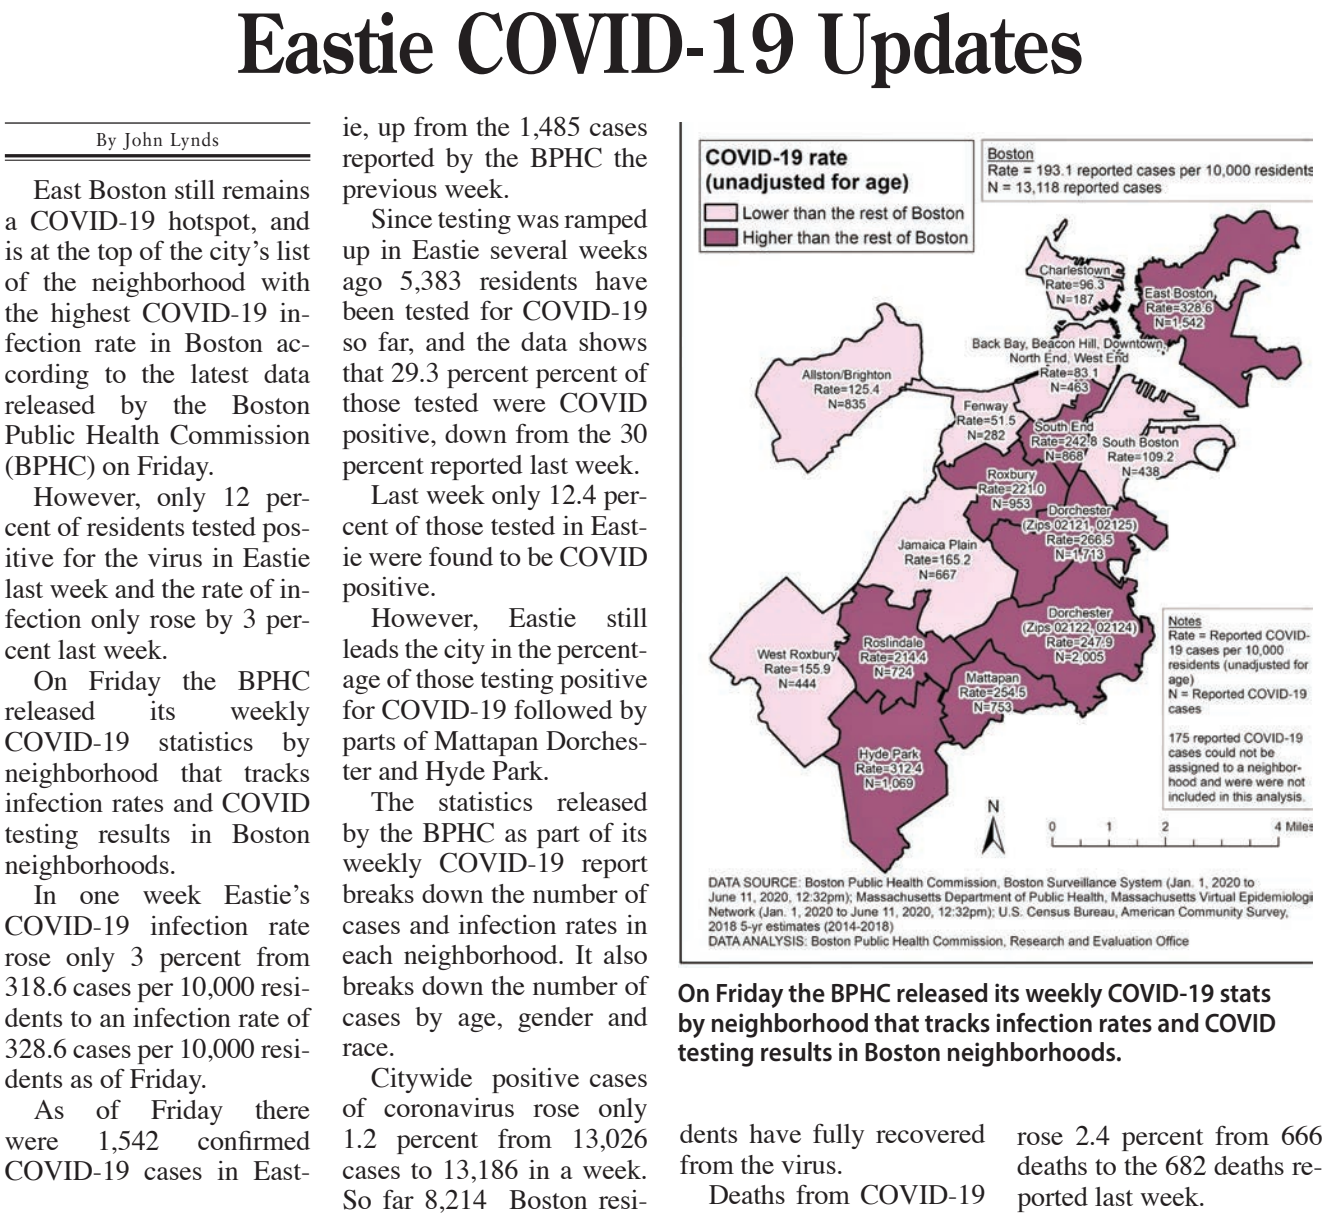 Eastie COVID-19 Updates
By John Lynds
East Boston still remains
a COVID-19 hotspot, and
is at the top of the city's list
of the neighborhood with
the highest COVID-19 in-
fection rate in Boston ac-
cording to the latest data
released by the Boston
Public Health Commission
(BPHC) on Friday.
However, only 12 per-
cent of residents tested pos-
itive for the virus in Eastie
last week and the rate of in-
fection only rose by 3 per-
cent last week.
On Friday the BPHC
released its weekly
COVID-19 statistics by
neighborhood that tracks
infection rates and COVID
testing results in Boston
neighborhoods.
In one week Eastie's
COVID-19 infection rate
rose only 3 percent from
318.6 cases per 10,000 resi-
dents to an infection rate of
328.6 cases per 10,000 resi-
dents as of Friday.
As of Friday there
were 1,542 confirmed
COVID-19 cases in East-
ie, up from the 1,485 cases
reported by the BPHC the
previous week.
Since testing was ramped
up in Eastie several weeks
ago 5,383 residents have
been tested for COVID-19
so far, and the data shows
that 29.3 percent percent of
those tested were COVID
positive, down from the 30
percent reported last week.
Last week only 12.4 per-
cent of those tested in East-
ie were found to be COVID
positive.
However, Eastie still
leads the city in the percent-
age of those testing positive
for COVID-19 followed by
parts of Mattapan Dorches-
ter and Hyde Park.
The statistics released
by the BPHC as part of its
weekly COVID-19 report
breaks down the number of
cases and infection rates in
each neighborhood. It also
breaks down the number of
cases by age, gender and
race.
Citywide positive cases
of coronavirus rose only
1.2 percent from 13,026
cases to 13,186 in a week.
So far 8,214 Boston resi-
COVID-19 rate
(unadjusted for age)
Lower than the rest of Boston
Higher than the rest of Boston
Boston
Rate = 193.1 reported cases per 10,000 residents
N = 13,118 reported cases
Charlestown
Rate=96.3
N=187
East Boston
Rate=328.6
N=1,542
Back Bay, Beacon Hill, Downtown,
North End, West End
Rate=83.1
N=463
Allston/Brighton
Rate=125.4
N=835
Fenway
Rate=51.5
N=282
South End
Rate=242.8
N=868
South Boston
Rate=109.2
N=438
Roxbury
Rate=221.0
N=953
Dorchester
(Zips 02121, 02125)
Rate=266.5
N=1,713
Jamaica Plain
Rate=165.2
N=667
Dorchester
(Zips 02122, 02124)
Rate=247.9
N=2,005
Roslindale
Rate=214.4
N=724
West Roxbury
Rate=155.9
N=444
Mattapan
Rate=254.5
N=753
Hyde Park
Rate=312.4
N=1,069
Notes
Rate = Reported COVID-
19 cases per 10,000
residents (unadjusted for
age)
N = Reported COVID-19
cases
175 reported COVID-19
cases could not be
assigned to a neighbor-
hood and were were not
included in this analysis.
N
0 1 2 4 Miles
DATA SOURCE: Boston Public Health Commission, Boston Surveillance System (Jan. 1, 2020 to
June 11, 2020, 12:32pm); Massachusetts Department of Public Health, Massachusetts Virtual Epidemiologi
Network (Jan. 1, 2020 to June 11, 2020, 12:32pm); U.S. Census Bureau, American Community Survey,
2018 5-yr estimates (2014-2018)
DATA ANALYSIS: Boston Public Health Commission, Research and Evaluation Office
On Friday the BPHC released its weekly COVID-19 stats
by neighborhood that tracks infection rates and COVID
testing results in Boston neighborhoods.
dents have fully recovered
from the virus.
Deaths from COVID-19
rose 2.4 percent from 666
deaths to the 682 deaths re-
ported last week.